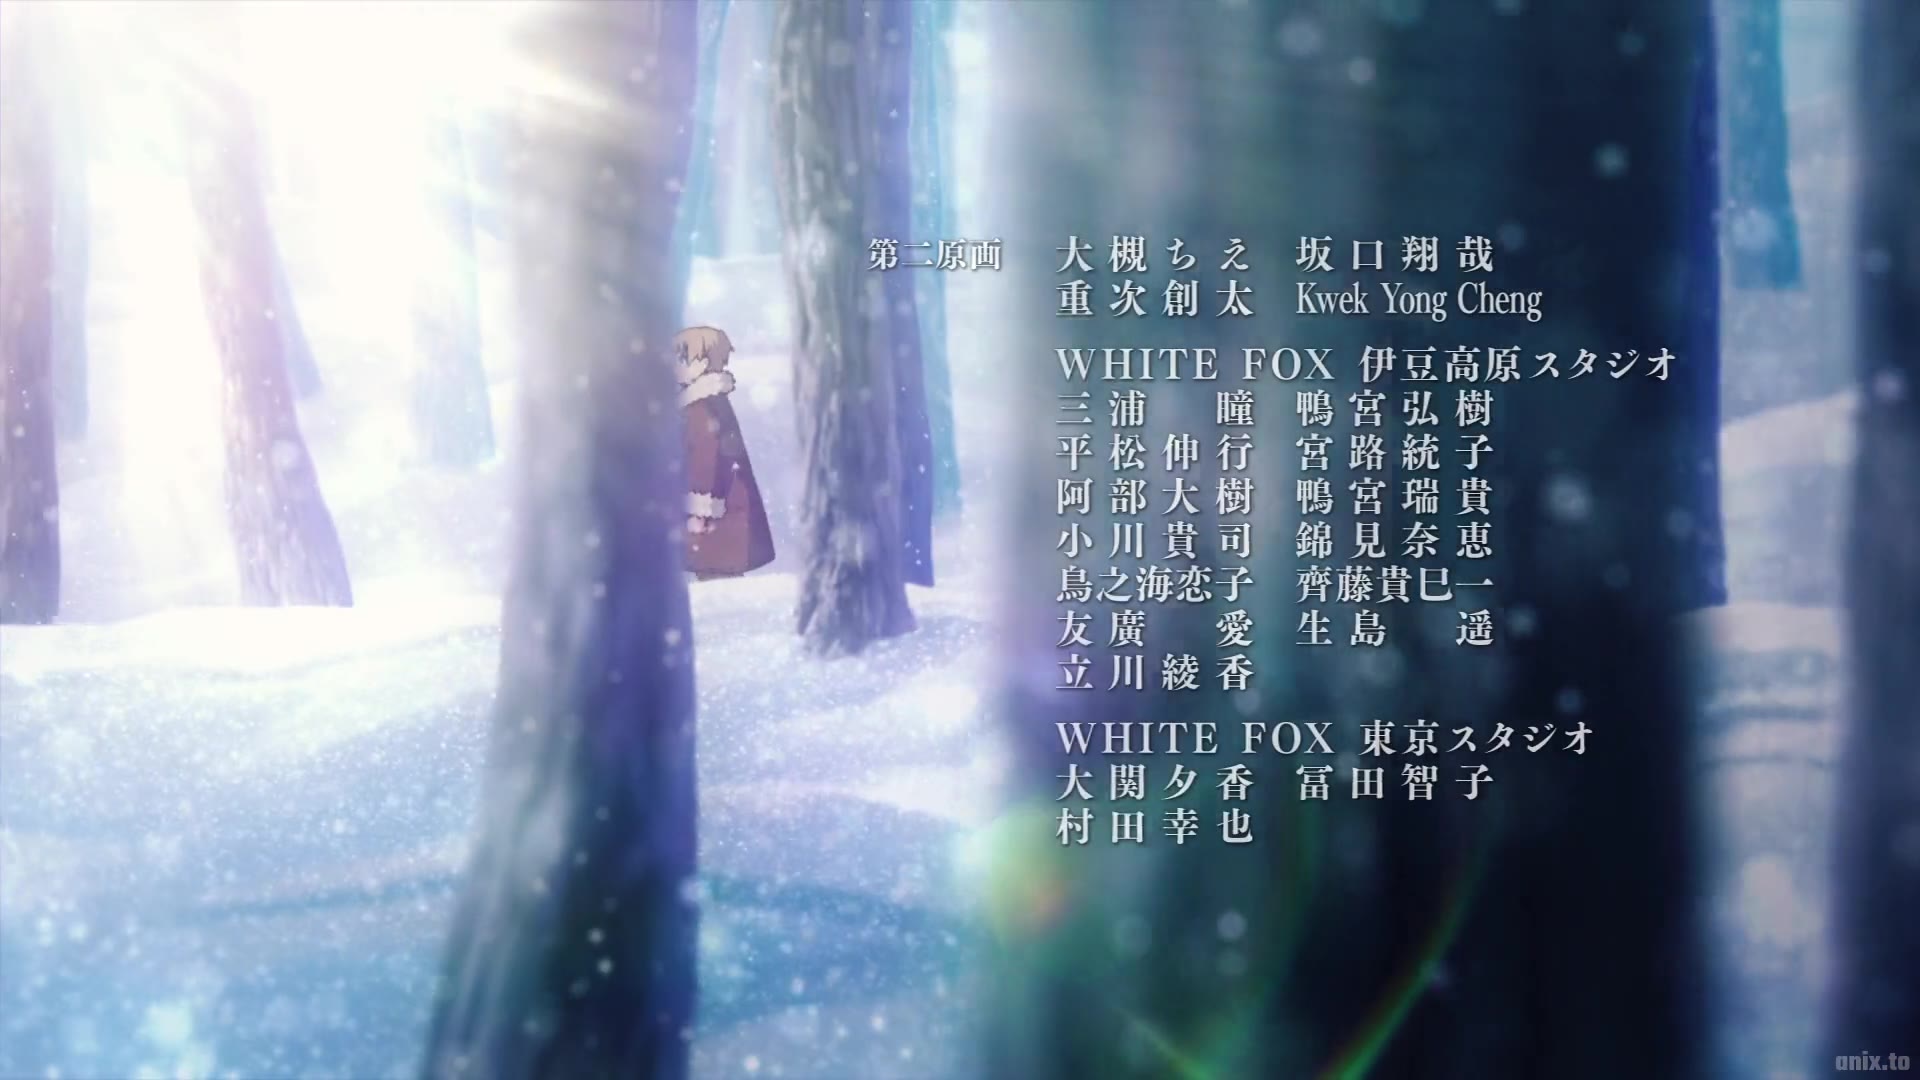 第二原画 大槻ちえ 坂口翔哉
重次創太 Kwek Yong Cheng
WHITE FOX 伊豆高原スタジオ
三浦 瞳 鴨宮弘樹
平松伸行 宮路統子
阿部大樹 鴨宮瑞貴
小川貴司 錦見奈恵
鳥之海恋子 齊藤貴巳一
友廣 愛 生島 遥
立川綾香
WHITE FOX 東京スタジオ
大関夕香 冨田智子
村田幸也
anix.to